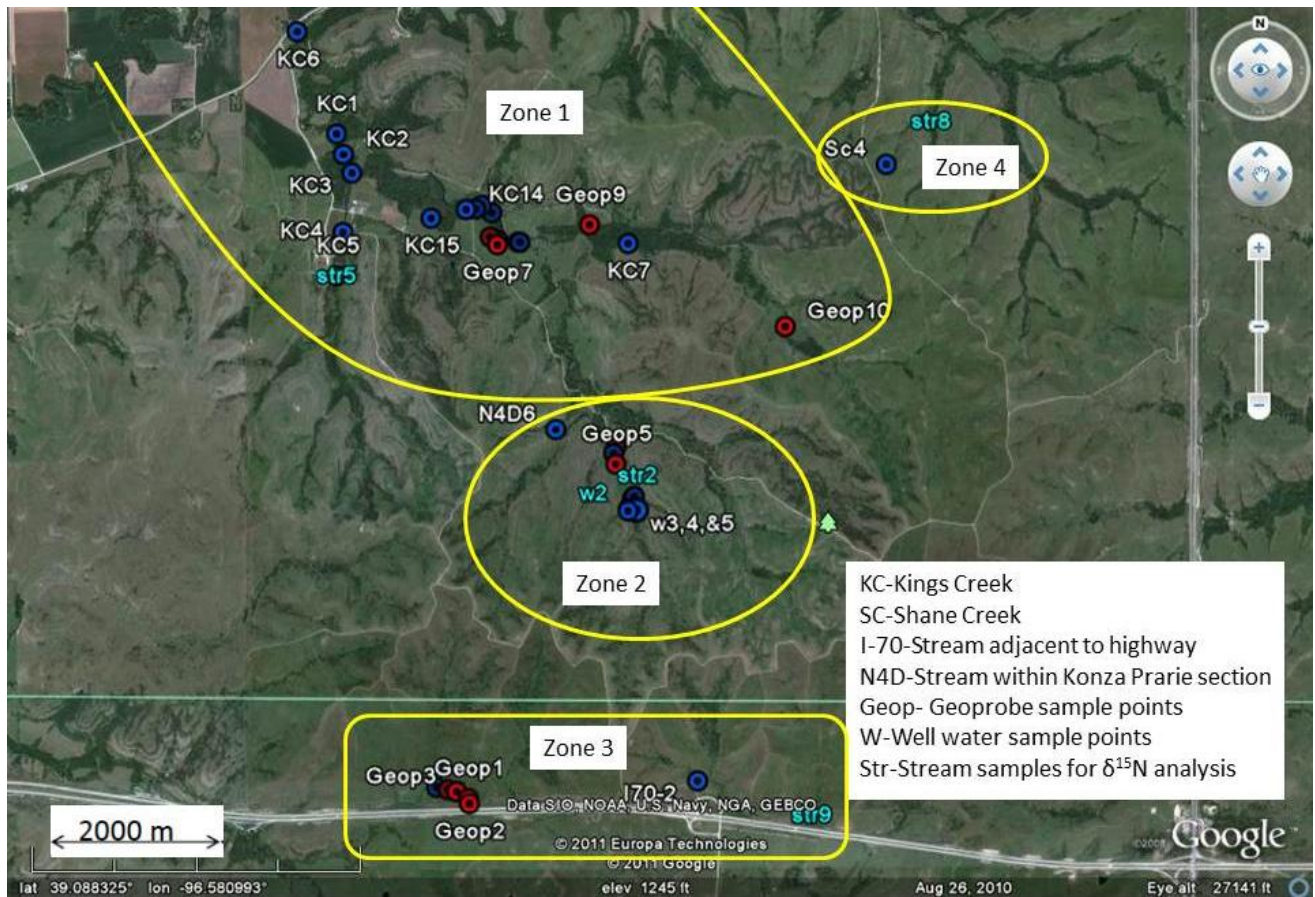 N
KC6
KC1
KC2
Zone 1
str8
Sc4
Zone 4
KC3
KC14
Geop9
KC4
KC5
KC15
KC7
str5
Geop7
Geop10
N4D6
Geop5
str2
w2
w3,4,&5
Zone 2
KC-Kings Creek
SC-Shane Creek
I-70-Stream adjacent to highway
N4D-Stream within Konza Prarie section
Geop- Geoprobe sample points
W-Well water sample points
Str-Stream samples for δ¹⁵N analysis
Zone 3
Geop3
Geop1
I70-2
Data SIO, NOAA, U.S. Navy, NGA, GEBCO
str9
Geop2
2000 m
© 2011 Europa Technologies
© 2011 Google
Google
lat 39.088325° lon -96.580993°
elev 1245 ft
Aug 26, 2010
Eye alt 27141 ft